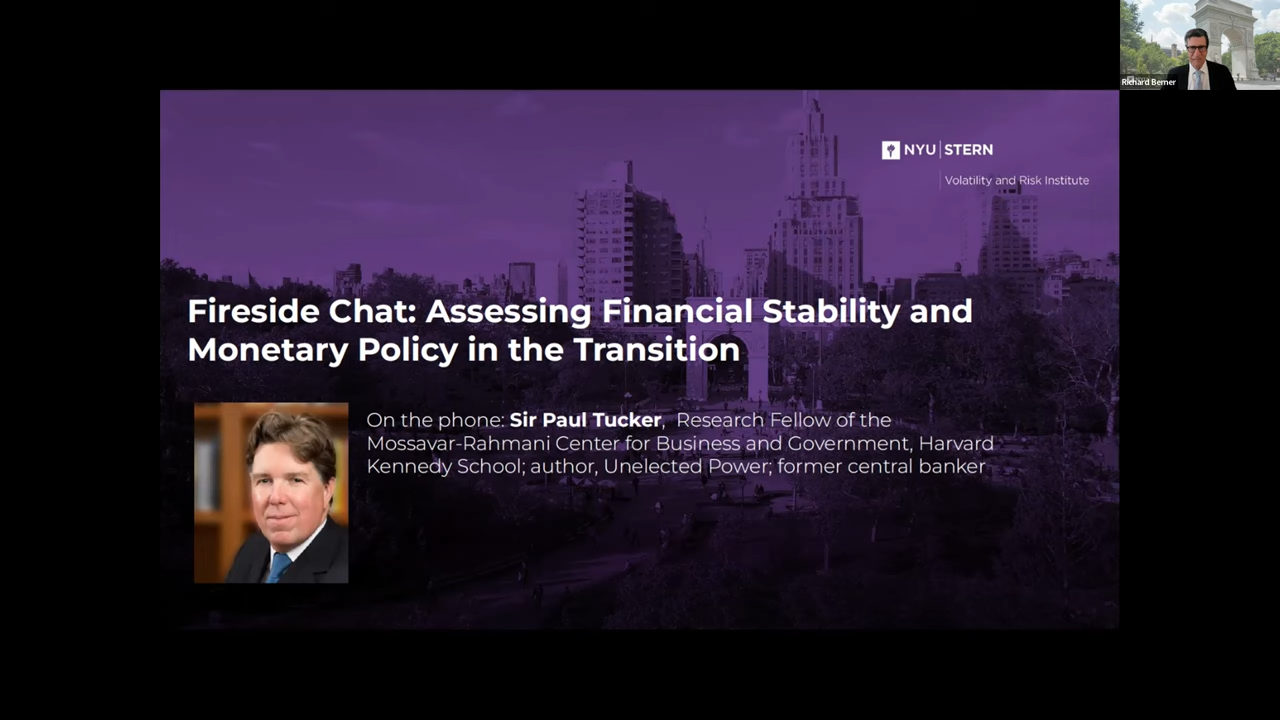 Richard Berner
NYU | STERN
Volatility and Risk Institute
Fireside Chat: Assessing Financial Stability and
Monetary Policy in the Transition
On the phone: Sir Paul Tucker, Research Fellow of the
Mossavar-Rahmani Center for Business and Government, Harvard
Kennedy School; author, Unelected Power; former central banker